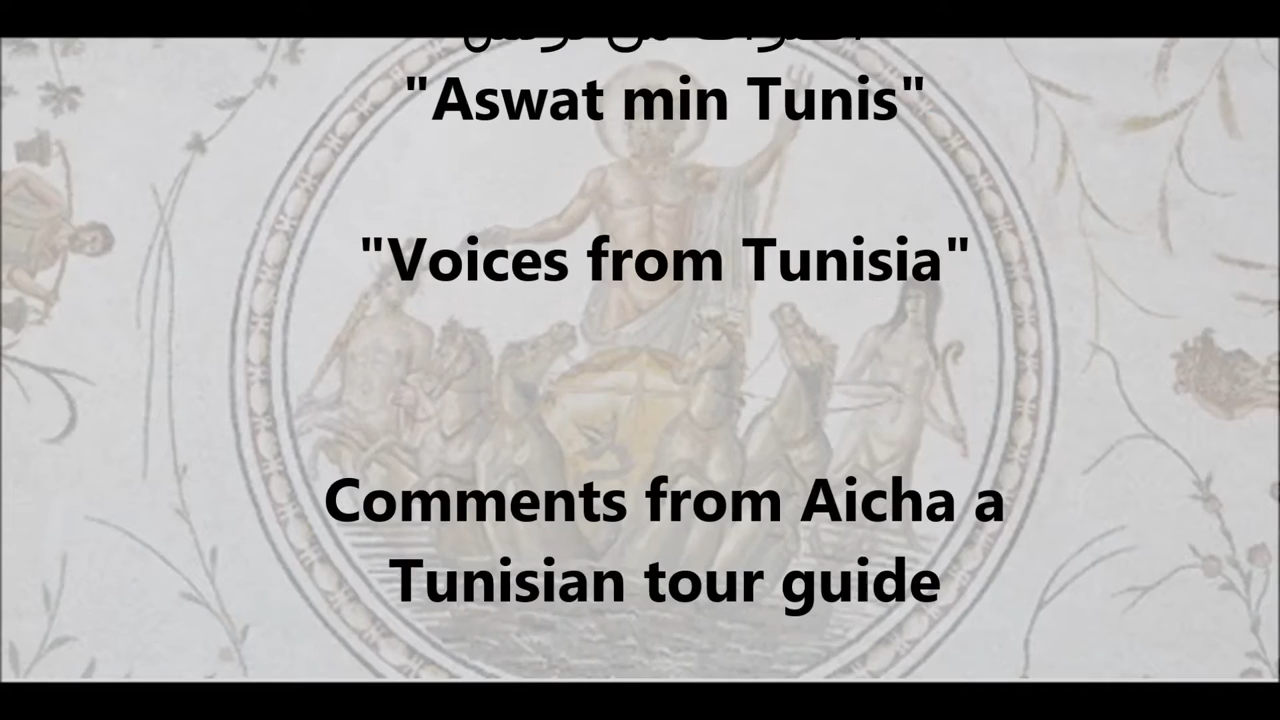 "Aswat min Tunis"
"Voices from Tunisia"
Comments from Aicha a
Tunisian tour guide